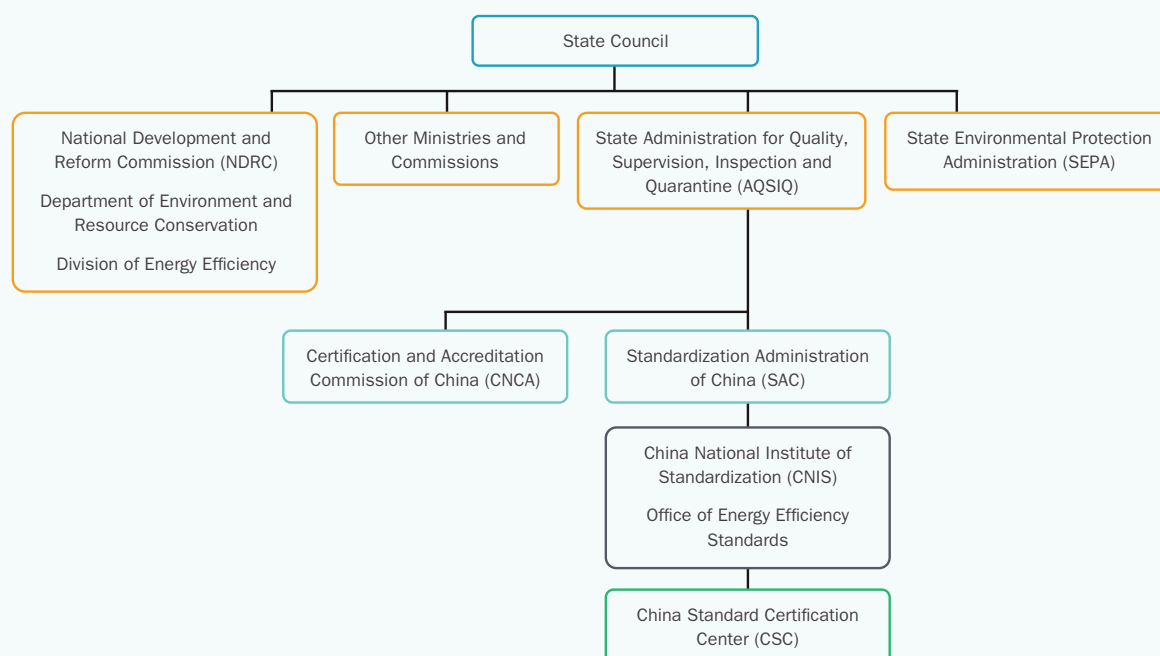 State Council
National Development and
Reform Commission (NDRC)
Department of Environment and
Resource Conservation
Division of Energy Efficiency
Other Ministries and
Commissions
State Administration for Quality,
Supervision, Inspection and
Quarantine (AQSIQ)
State Environmental Protection
Administration (SEPA)
Certification and Accreditation
Commission of China (CNCA)
Standardization Administration
of China (SAC)
China National Institute of
Standardization (CNIS)
Office of Energy Efficiency
Standards
China Standard Certification
Center (CSC)